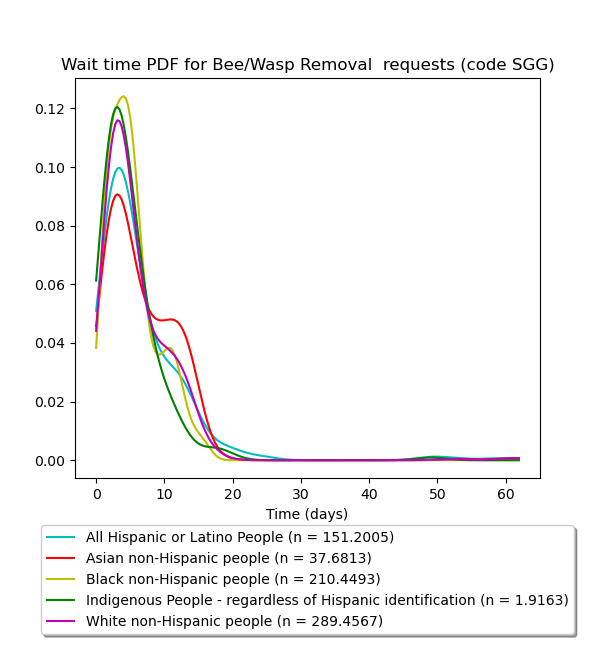 Wait time PDF for Bee/Wasp Removal  requests (code SGG)
0.12
0.10
0.08
0.06
0.04
0.02
0.00
0 10 20 30 40 50 60
Time (days)
All Hispanic or Latino People (n = 151.2005)
Asian non-Hispanic people (n = 37.6813)
Black non-Hispanic people (n = 210.4493)
Indigenous People - regardless of Hispanic identification (n = 1.9163)
White non-Hispanic people (n = 289.4567)